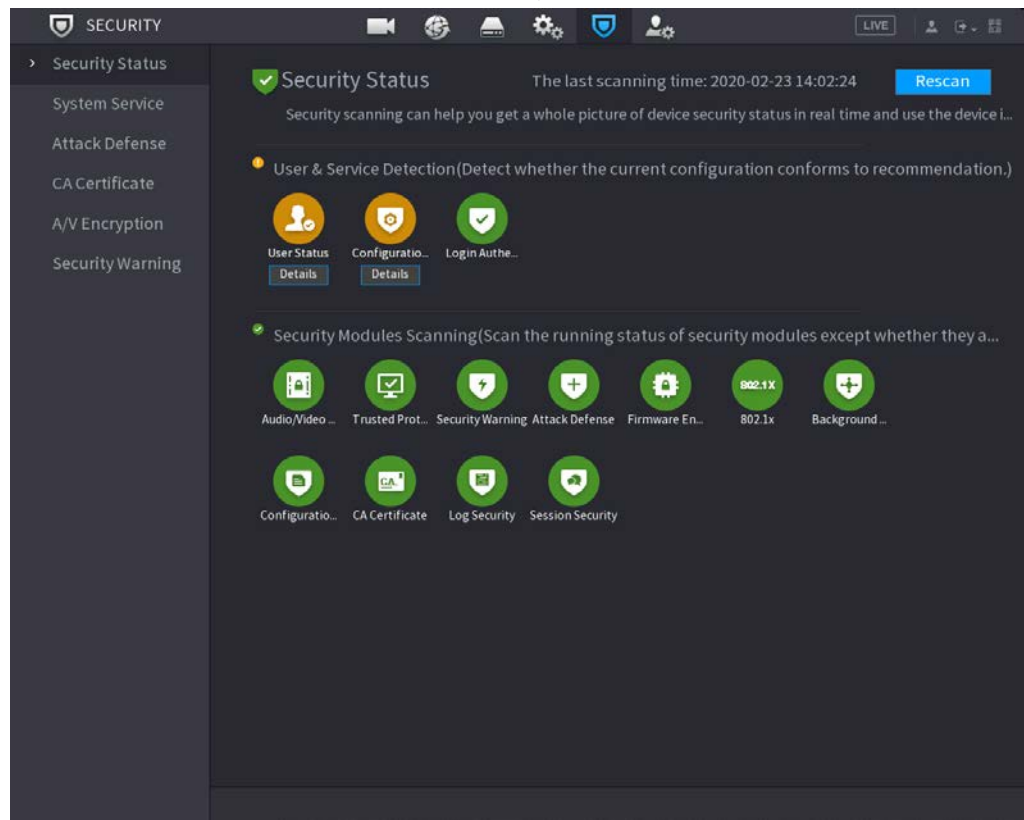 SECURITY
LIVE
Security Status
System Service
Attack Defense
CA Certificate
A/V Encryption
Security Warning
Security Status
The last scanning time: 2020-02-23 14:02:24
Rescan
Security scanning can help you get a whole picture of device security status in real time and use the device i...
User & Service Detection(Detect whether the current configuration conforms to recommendation.)
User Status Configuratio... Login Authe...
Details Details
Security Modules Scanning(Scan the running status of security modules except whether they a...
802.1X
Audio/Video ... Trusted Prot... Security Warning Attack Defense Firmware En... 802.1x Background ...
CA
Configuratio... CA Certificate Log Security Session Security